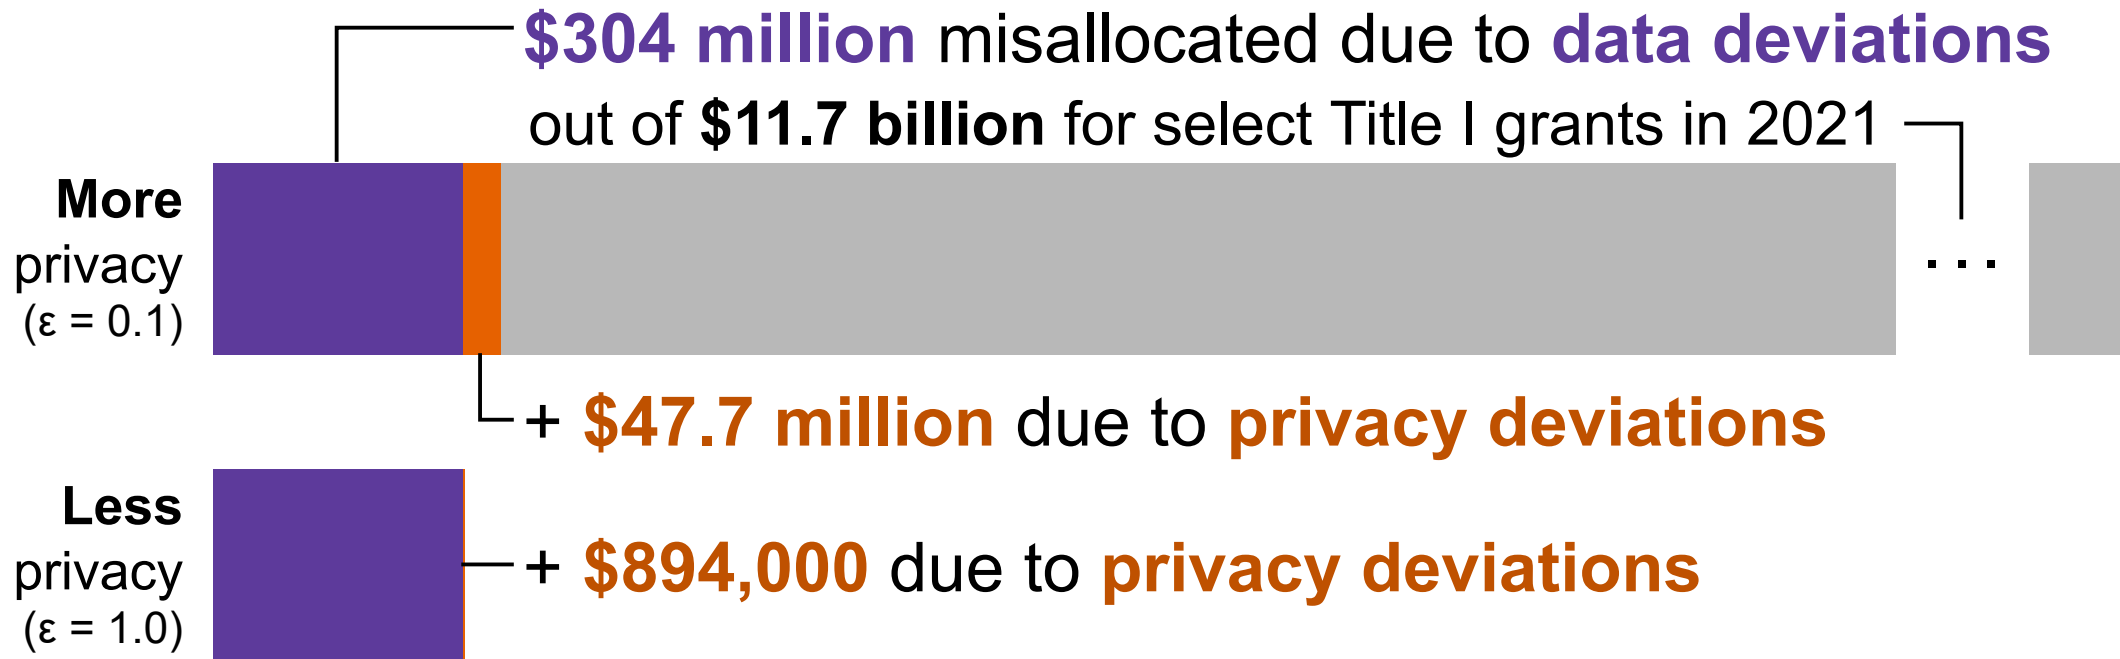 $304 million misallocated due to data deviations
out of $11.7 billion for select Title I grants in 2021
More
privacy
(ε = 0.1)
...
+ $47.7 million due to privacy deviations
Less
privacy
(ε = 1.0)
+ $894,000 due to privacy deviations